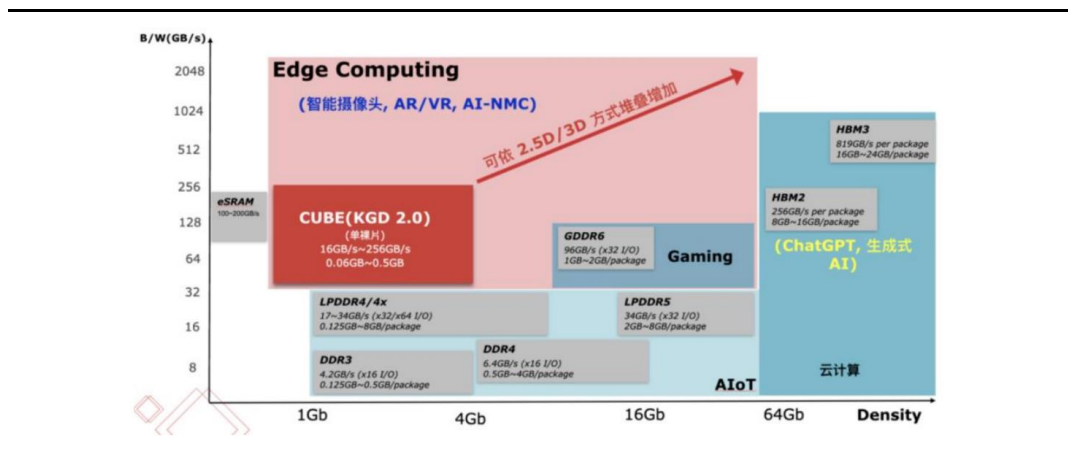 B/W(GB/s)
2048
1024
512
256
128
64
32
16
8
Edge Computing
(智能摄像头, AR/VR, AI-NMC)
可依 2.5D/3D 方式堆叠增加
eSRAM
100~200GB/s
CUBE(KGD 2.0)
(单裸片)
16GB/s~256GB/s
0.06GB~0.5GB
GDDR6
96GB/s (x32 I/O)
1GB~2GB/package
Gaming
HBM3
819GB/s per package
16GB~24GB/package
HBM2
256GB/s per package
8GB~16GB/package
(ChatGPT, 生成式
AI)
LPDDR4/4x
17~34GB/s (x32/x64 I/O)
0.125GB~8GB/package
LPDDR5
34GB/s (x32 I/O)
2GB~8GB/package
DDR3
4.2GB/s (x16 I/O)
0.125GB~0.5GB/package
DDR4
6.4GB/s (x16 I/O)
0.5GB~4GB/package
AIoT
云计算
1Gb
4Gb
16Gb
64Gb
Density